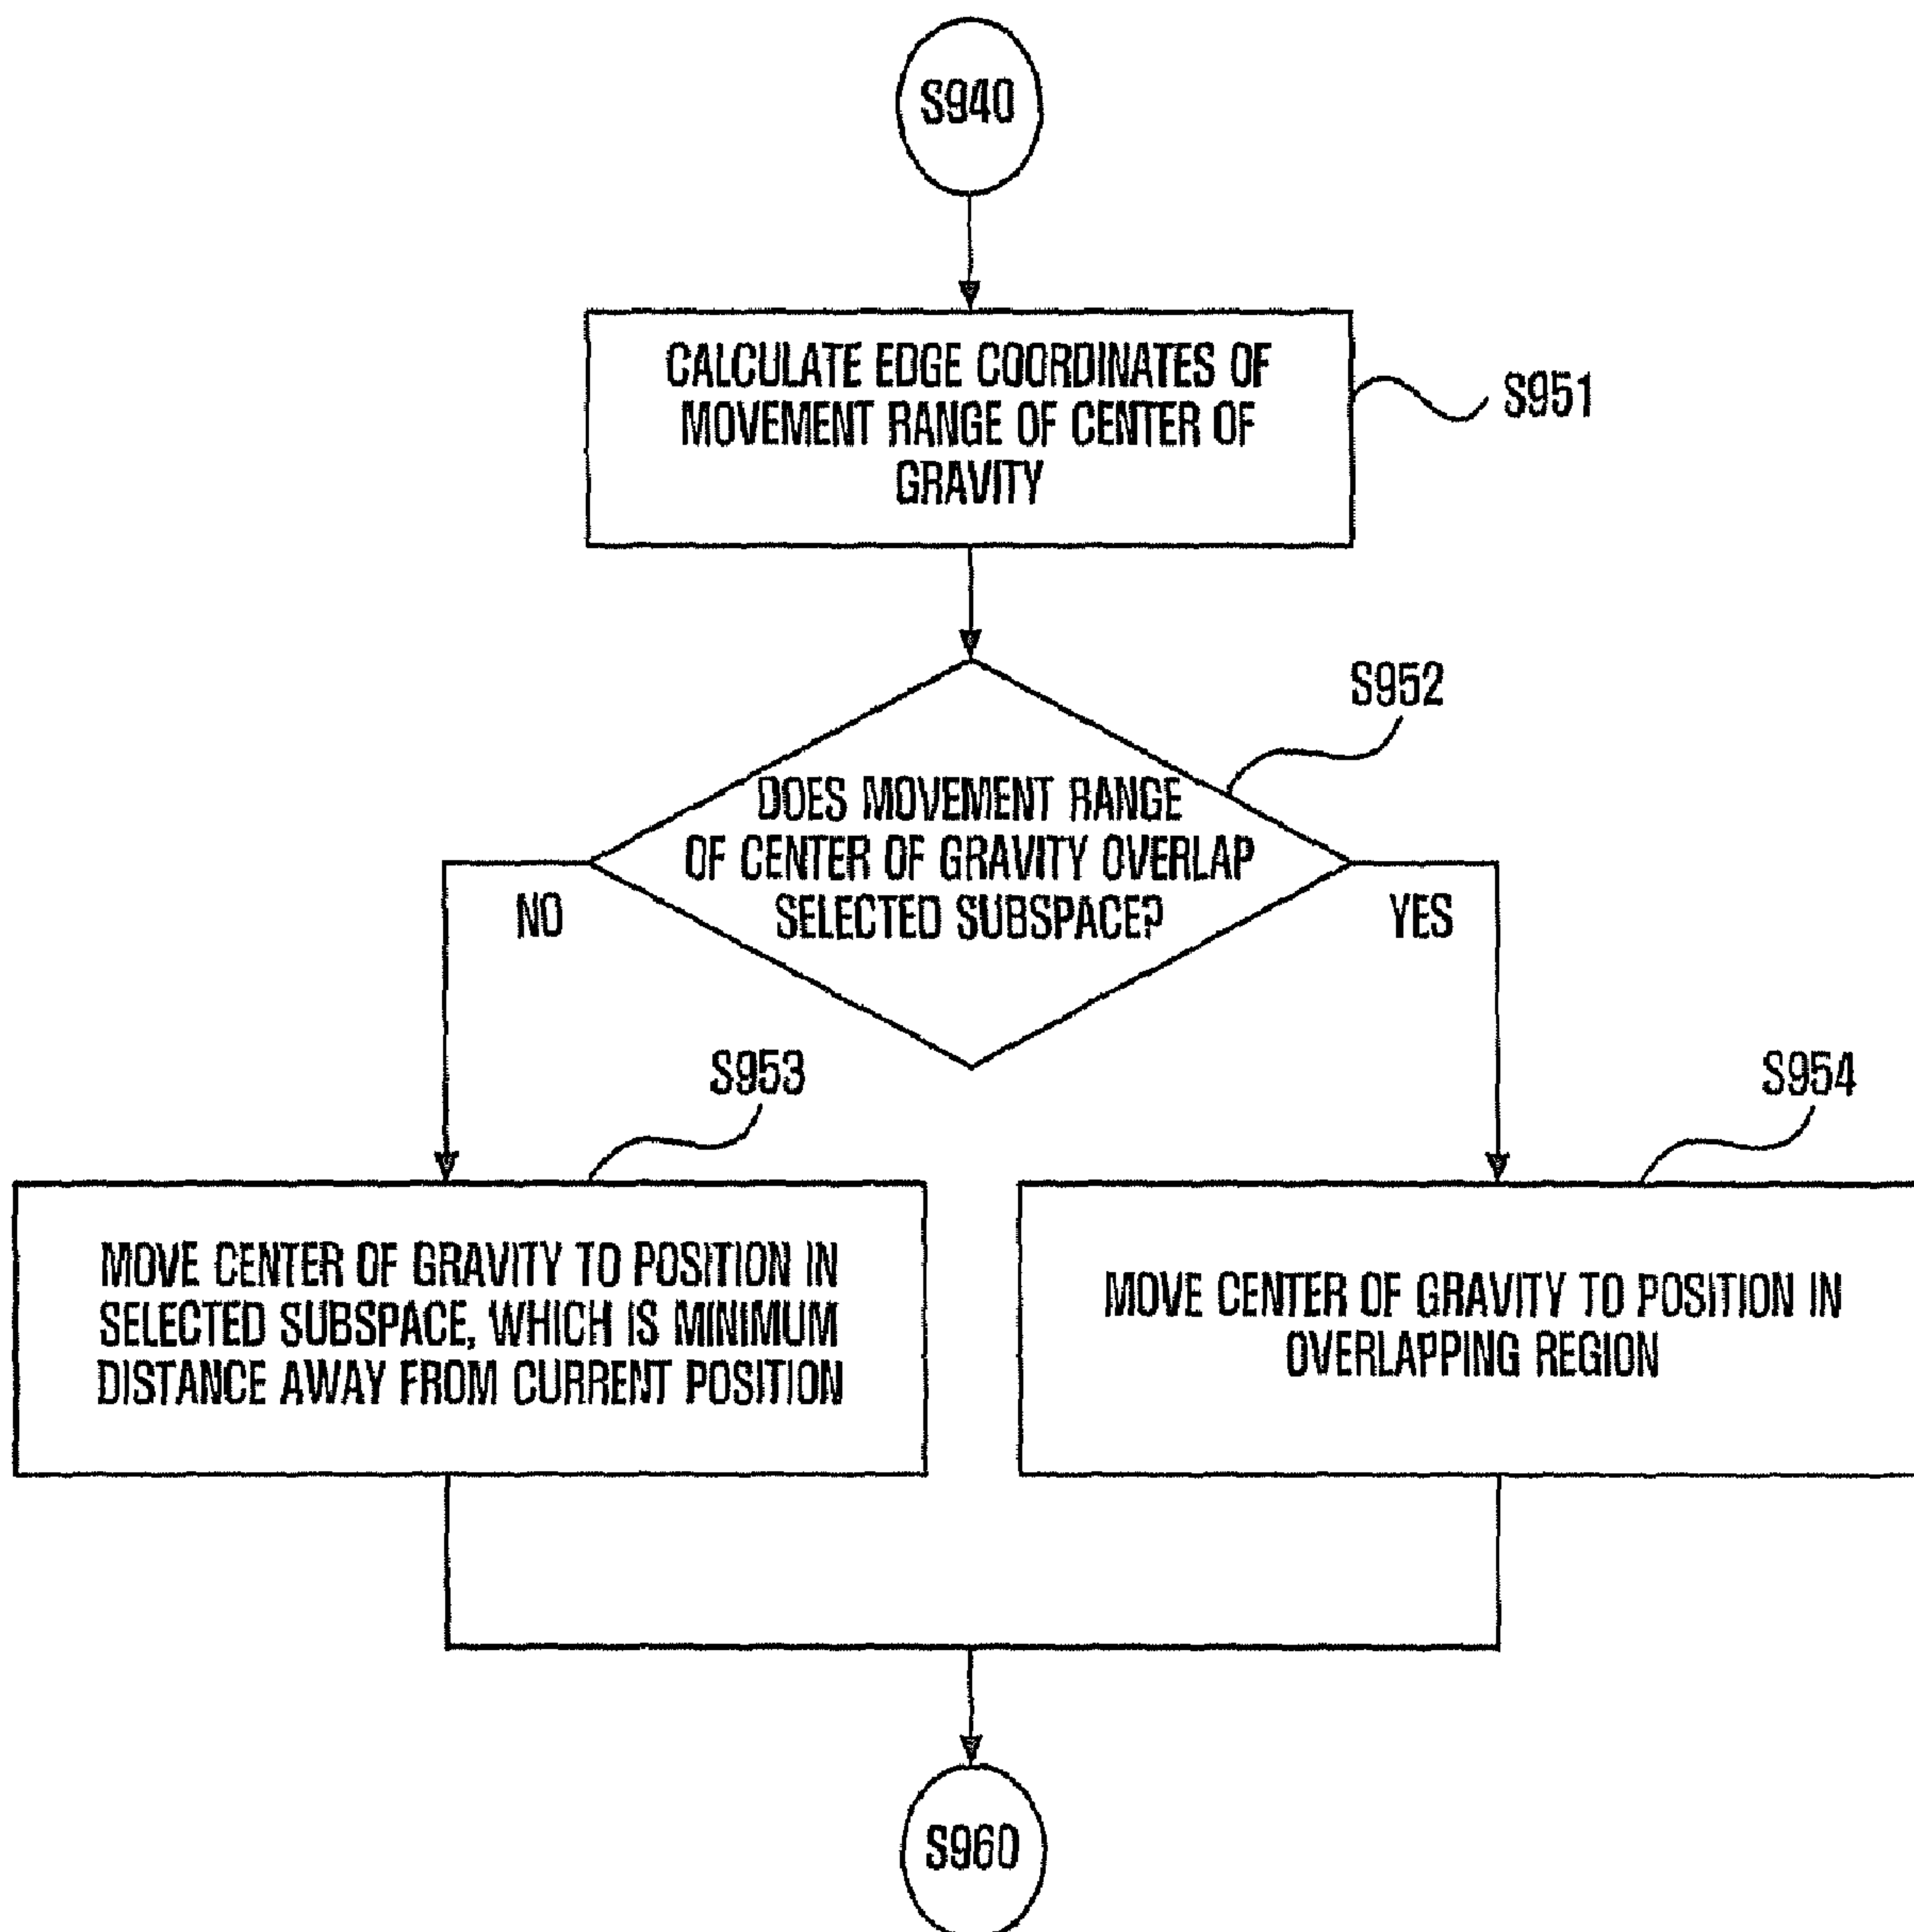 S940
CALCULATE EDGE COORDINATES OF
MOVEMENT RANGE OF CENTER OF
GRAVITY
S951
S952
DOES MOVEMENT RANGE
OF CENTER OF GRAVITY OVERLAP
SELECTED SUBSPACE?
NO
YES
S953
S954
MOVE CENTER OF GRAVITY TO POSITION IN
SELECTED SUBSPACE, WHICH IS MINIMUM
DISTANCE AWAY FROM CURRENT POSITION
MOVE CENTER OF GRAVITY TO POSITION IN
OVERLAPPING REGION
S960